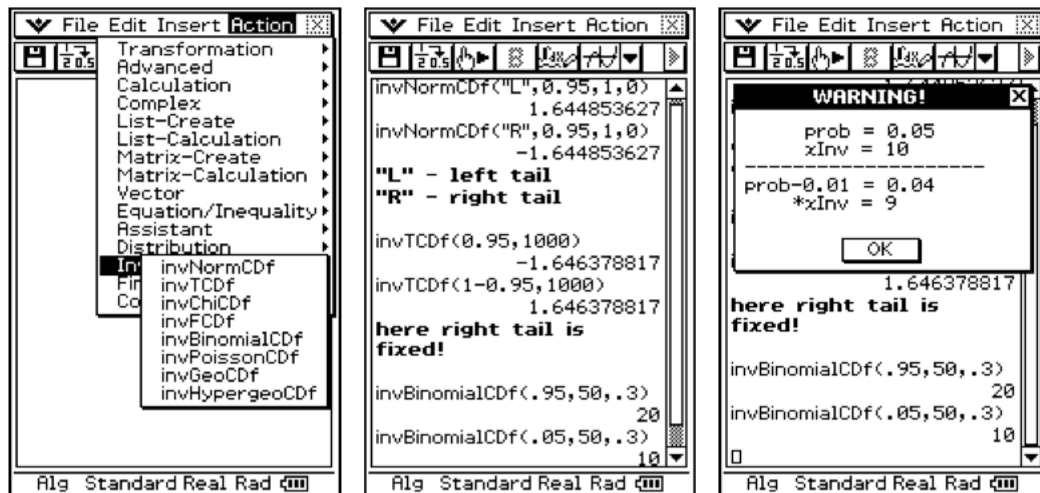 File Edit Insert Action
Transformation
Advanced
Calculation
Complex
List-Create
List-Calculation
Matrix-Create
Matrix-Calculation
Vector
Equation/Inequality
Assistant
Distribution
invNormCDf
invTCDf
invChiCDf
invFCDf
invBinomialCDf
invPoissonCDf
invGeoCDf
invHypergeoCDf
Alg Standard Real Rad
File Edit Insert Action
invNormCDf("L",0.95,1,0)
1.644853627
invNormCDf("R",0.95,1,0)
-1.644853627
"L" - left tail
"R" - right tail
invTCDf(0.95,1000)
-1.646378817
invTCDf(1-0.95,1000)
1.646378817
here right tail is
fixed!
invBinomialCDf(.95,50,.3)
20
invBinomialCDf(.05,50,.3)
10
Alg Standard Real Rad
File Edit Insert Action
WARNING!
prob = 0.05
xInv = 10
prob-0.01 = 0.04
*xInv = 9
OK
1.646378817
here right tail is
fixed!
invBinomialCDf(.95,50,.3)
20
invBinomialCDf(.05,50,.3)
10
Alg Standard Real Rad